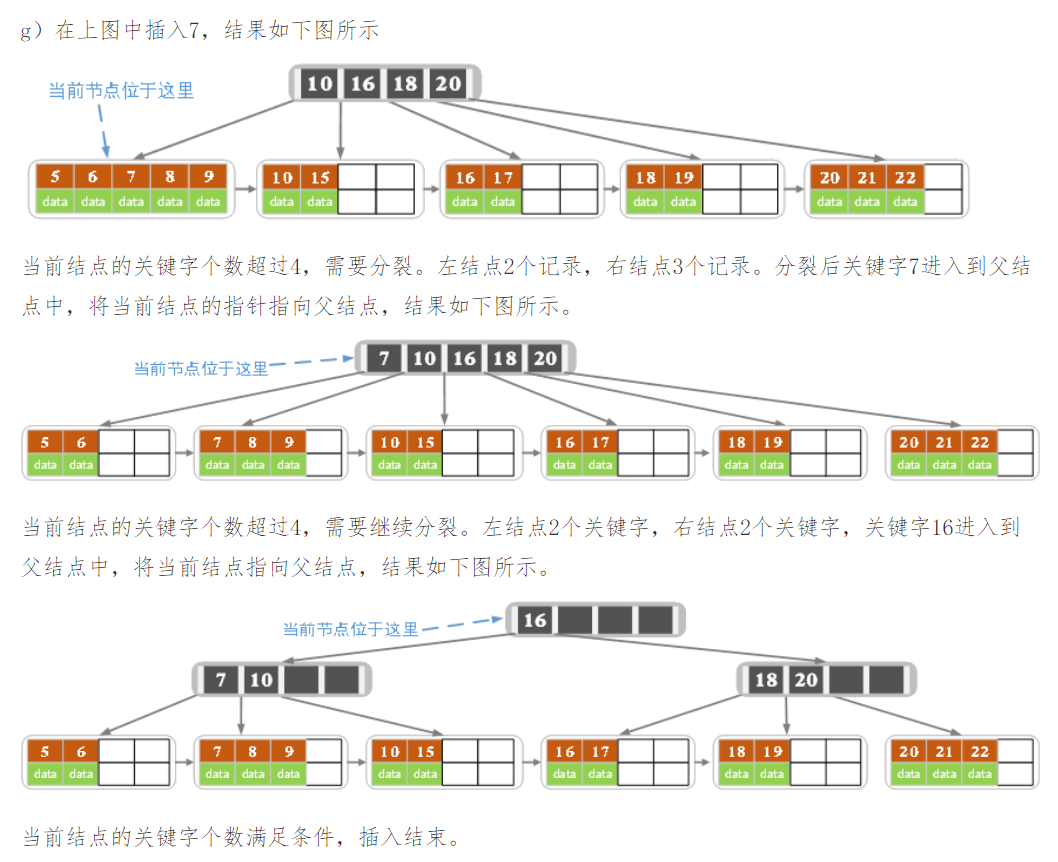 g）在上图中插入7，结果如下图所示
10 16 18 20
当前节点位于这里
5 6 7 8 9 10 15 16 17 18 19 20 21 22
data data data data data data data data data data data data data data
当前结点的关键字个数超过4，需要分裂。左结点2个记录，右结点3个记录。分裂后关键字7进入到父结
点中，将当前结点的指针指向父结点，结果如下图所示。
7 10 16 18 20
当前节点位于这里
5 6 7 8 9 10 15 16 17 18 19 20 21 22
data data data data data data data data data data data data data data
当前结点的关键字个数超过4，需要继续分裂。左结点2个关键字，右结点2个关键字，关键字16进入到
父结点中，将当前结点指向父结点，结果如下图所示。
16
当前节点位于这里
7 10 18 20
5 6 7 8 9 10 15 16 17 18 19 20 21 22
data data data data data data data data data data data data data data
当前结点的关键字个数满足条件，插入结束。